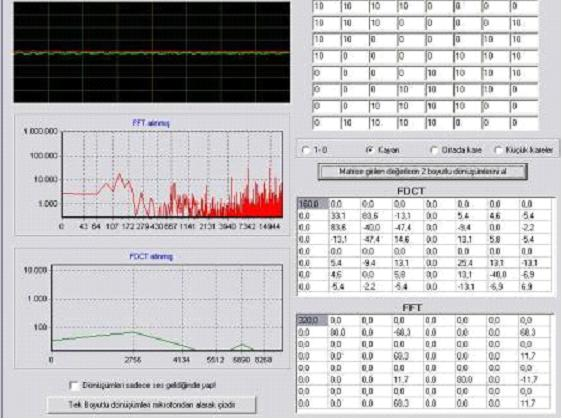 10 10 10 10 0 0 0 0
10 10 10 0 0 0 10
10 10 0 0 0 0 10 10
10 0 0 0 0 10 10 10
0 0 0 0 10 10 10 10
0 0 0 10 10 10 10 0
0 0 10 10 10 10 0 0
0 10 10 10 10 0 0 0
FFT alınmış
1.000.000
100.000
10.000
1.000
0 43 64 107 172 279 430 667 1141 2131 3940 7342 14944
1-0 Kayan Ortada kare Küçük kareler
Matrise girilen değerlerin 2 boyutlu dönüşümlerini al
FDCT
160,0 0,0 0,0 0,0 0,0 0,0 0,0 0,0
0,0 33,1 83,6 -13,1 0,0 5,4 4,6 -5,4
0,0 83,6 -40,0 -47,4 0,0 -9,4 0,0 -2,2
0,0 -13,1 -47,4 14,6 0,0 13,1 5,8 -5,4
0,0 0,0 0,0 0,0 0,0 0,0 0,0 0,0
0,0 5,4 -9,4 13,1 0,0 25,4 13,1 -13,1
0,0 4,6 0,0 5,8 0,0 13,1 -40,0 -6,9
0,0 -5,4 -2,2 -5,4 0,0 -13,1 -6,9 6,9
FDCT alınmış
10.000
1.000
100
0 2756 4134 5512 6890 8268
FFT
320,0 0,0 0,0 0,0 0,0 0,0 0,0 0,0
0,0 80,0 0,0 -68,3 0,0 0,0 0,0 68,3
0,0 0,0 0,0 0,0 0,0 0,0 0,0 0,0
0,0 0,0 0,0 68,3 0,0 0,0 0,0 11,7
0,0 0,0 0,0 0,0 0,0 0,0 0,0 0,0
0,0 0,0 0,0 11,7 0,0 80,0 0,0 -11,7
0,0 0,0 0,0 0,0 0,0 0,0 0,0 0,0
0,0 0,0 0,0 68,3 0,0 0,0 0,0 11,7
Dönüşümleri sadece ses geldiğinde yap!
Tek Boyutlu dönüşümleri mikrofondan alarak çizdir